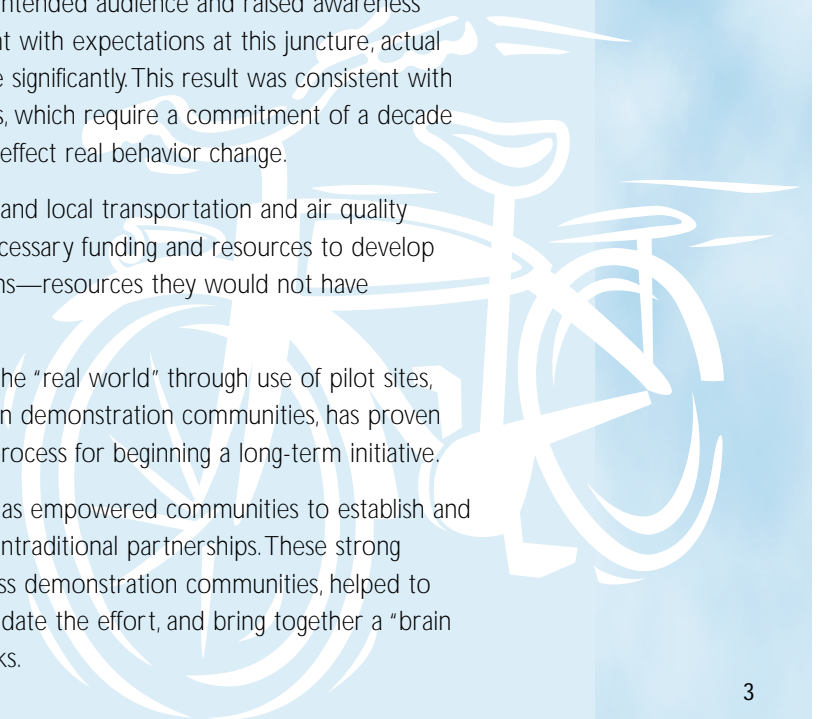 ntended audience and raised awareness
t with expectations at this juncture, actual
e significantly. This result was consistent with
s, which require a commitment of a decade
effect real behavior change.
and local transportation and air quality
cessary funding and resources to develop
ns—resources they would not have
he “real world” through use of pilot sites,
n demonstration communities, has proven
rocess for beginning a long-term initiative.
as empowered communities to establish and
ntraditional partnerships. These strong
ss demonstration communities, helped to
date the effort, and bring together a “brain
ks.
3